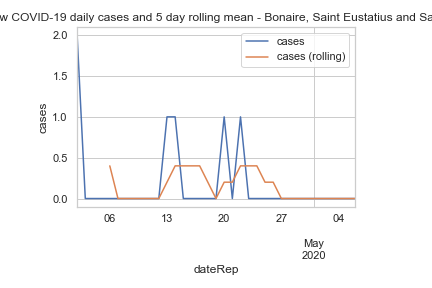 w COVID-19 daily cases and 5 day rolling mean - Bonaire, Saint Eustatius and Sa
cases
cases (rolling)
2.0
1.5
1.0
0.5
0.0
cases
06
13
20
27
04
May
2020
dateRep